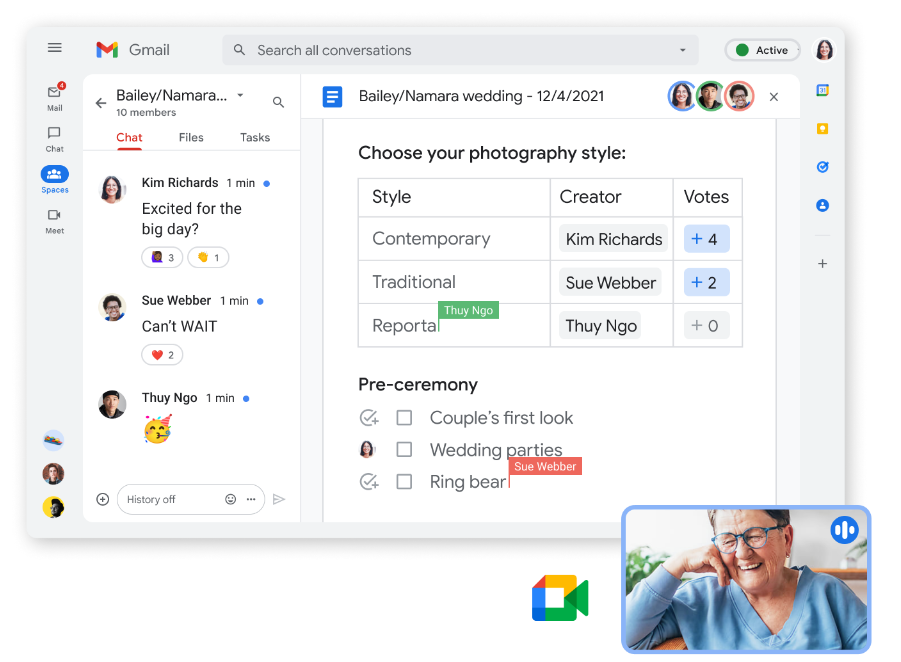 Gmail
Search all conversations
Active
4
Mail
Chat
Spaces
Meet
Bailey/Namara...
10 members
Chat Files Tasks
Kim Richards 1 min
Excited for the
big day?
3 1
Sue Webber 1 min
Can't WAIT
2
Thuy Ngo 1 min
History off
Bailey/Namara wedding - 12/4/2021
Choose your photography style:
Style Creator Votes
Contemporary Kim Richards + 4
Traditional Sue Webber + 2
Thuy Ngo
Reporta Thuy Ngo + 0
Pre-ceremony
Couple's first look
Wedding parties
Sue Webber
Ring bear
31